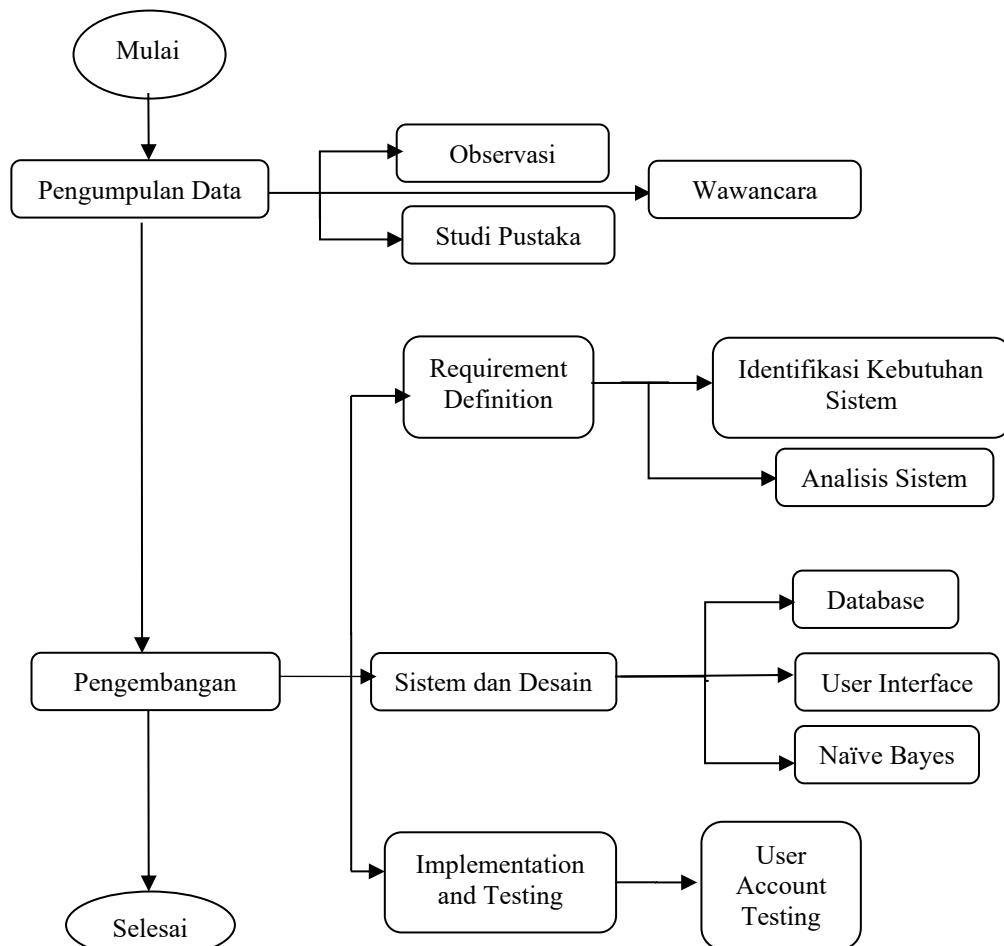 Mulai
Observasi
Pengumpulan Data
Wawancara
Studi Pustaka
Requirement
Definition
Identifikasi Kebutuhan
Sistem
Analisis Sistem
Database
Pengembangan
Sistem dan Desain
User Interface
Naïve Bayes
Implementation
and Testing
User
Account
Testing
Selesai